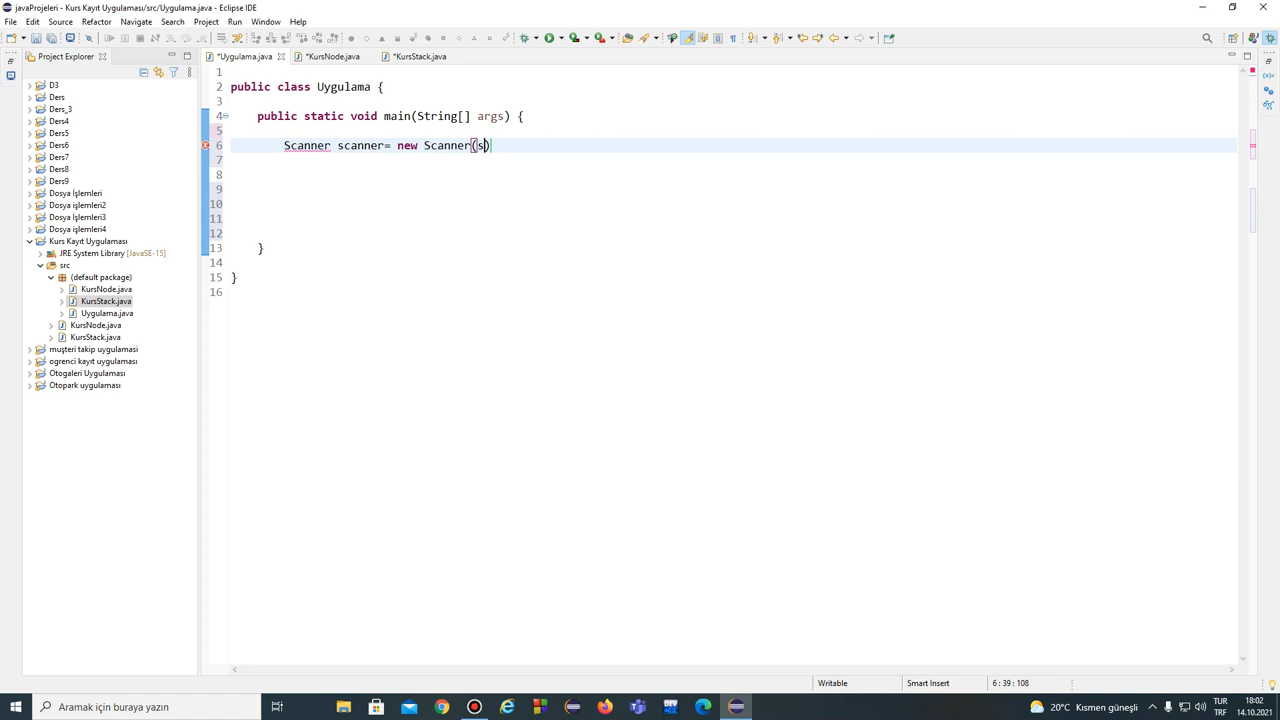 javaProjeleri - Kurs Kayıt Uygulaması/src/Uygulama.java - Eclipse IDE
File Edit Source Refactor Navigate Search Project Run Window Help
Project Explorer
*Uygulama.java *KursNode.java *KursStack.java
D3
Ders
Ders_3
Ders4
Ders5
Ders6
Ders7
Ders8
Ders9
Dosya İşlemleri
Dosya işlemleri2
Dosya işlemleri3
Dosya işlemleri4
Kurs Kayıt Uygulaması
JRE System Library [JavaSE-15]
src
(default package)
KursNode.java
KursStack.java
Uygulama.java
KursNode.java
KursStack.java
muşteri takip uygulamasi
ogrenci kayıt uygulaması
Otogaleri Uygulaması
Otopark uygulaması
1
2 public class Uygulama {
3
4 public static void main(String[] args) {
5
6 Scanner scanner= new Scanner(s)
7
8
9
10
11
12
13 }
14
15 }
16
Writable Smart Insert 6 : 39 : 108
Aramak için buraya yazın
DEV
20°C Kısmen güneşli
TUR
TRF
18:02
14.10.2021